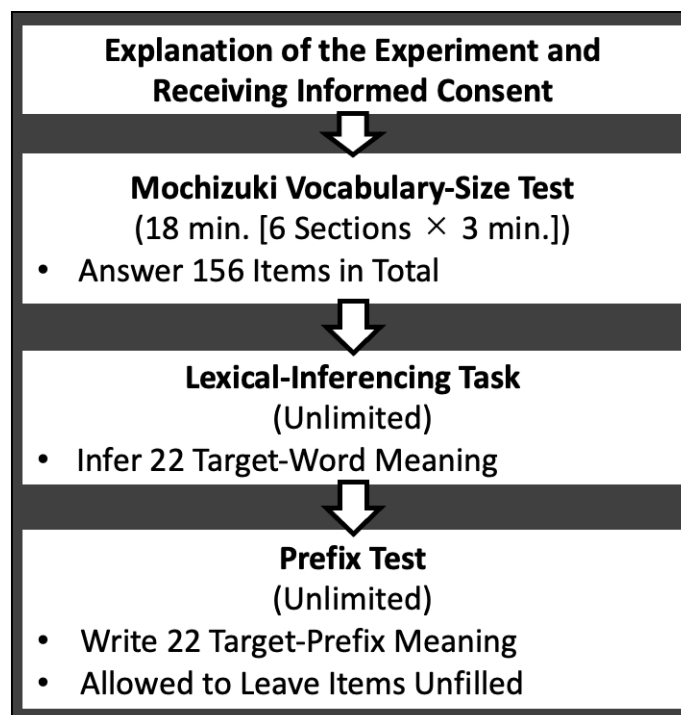 Explanation of the Experiment and
Receiving Informed Consent
Mochizuki Vocabulary-Size Test
(18 min. [6 Sections × 3 min.])
• Answer 156 Items in Total
Lexical-Inferencing Task
(Unlimited)
• Infer 22 Target-Word Meaning
Prefix Test
(Unlimited)
• Write 22 Target-Prefix Meaning
• Allowed to Leave Items Unfilled